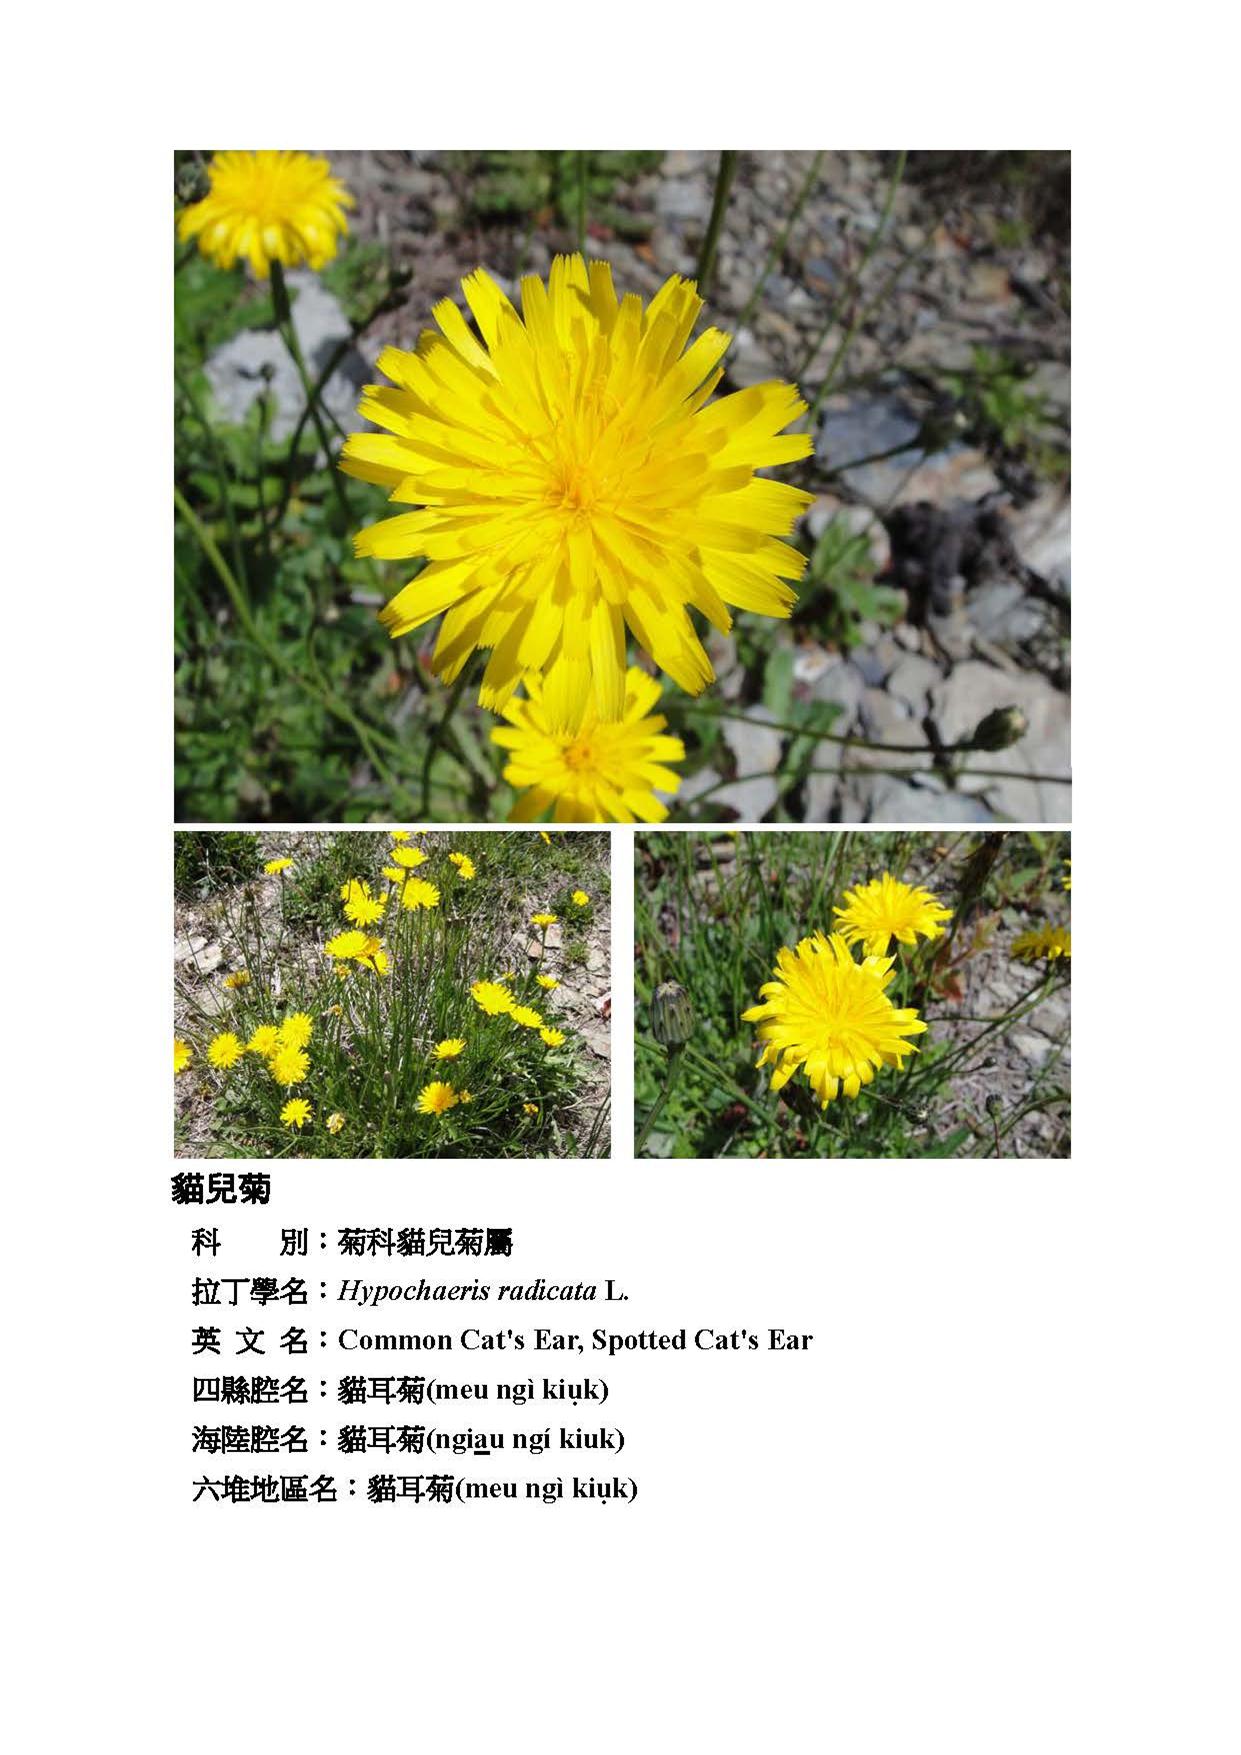 貓兒菊
科　　別：菊科貓兒菊屬
拉丁學名：Hypochaeris radicata L.
英 文 名：Common Cat's Ear, Spotted Cat's Ear
四縣腔名：貓耳菊(meu ngì kiụk)
海陸腔名：貓耳菊(ngia̲u ngí kiuk)
六堆地區名：貓耳菊(meu ngì kiụk)